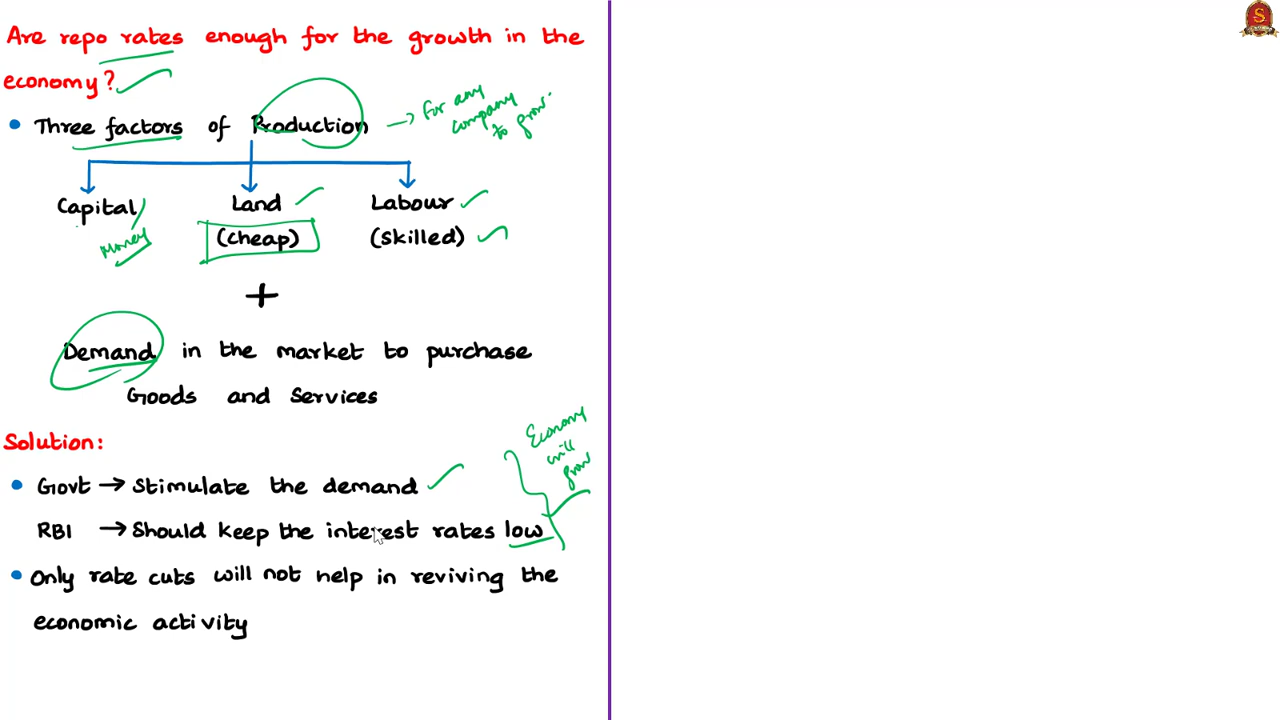 Are repo rates enough for the growth in the
economy?
• Three factors of Production → for any
company
to grow.
Capital Land Labour
Money (cheap) (skilled)
+
Demand in the market to purchase
Goods and Services
Solution:
Economy
will
grow
• Govt → Stimulate the demand
RBI → Should keep the interest rates low
• Only rate cuts will not help in reviving the
economic activity
S